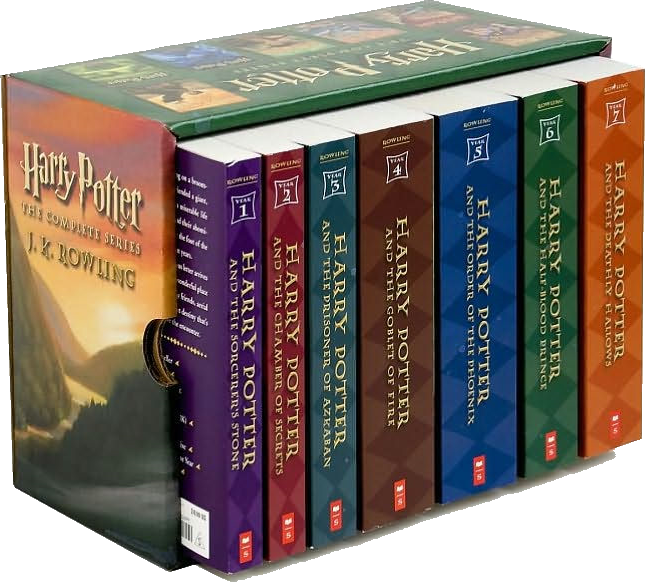 Harry Potter
Harry Potter
THE COMPLETE SERIES
J. K. ROWLING
ROWLING
YEAR
1
HARRY POTTER
AND THE SORCERER'S STONE
S
ROWLING
YEAR
2
HARRY POTTER
AND THE CHAMBER OF SECRETS
S
ROWLING
YEAR
3
HARRY POTTER
AND THE PRISONER OF AZKABAN
S
ROWLING
YEAR
4
HARRY POTTER
AND THE GOBLET OF FIRE
S
ROWLING
YEAR
5
HARRY POTTER
AND THE ORDER OF THE PHOENIX
S
ROWLING
YEAR
6
HARRY POTTER
AND THE HALF-BLOOD PRINCE
S
ROWLING
YEAR
7
HARRY POTTER
AND THE DEATHLY HALLOWS
S